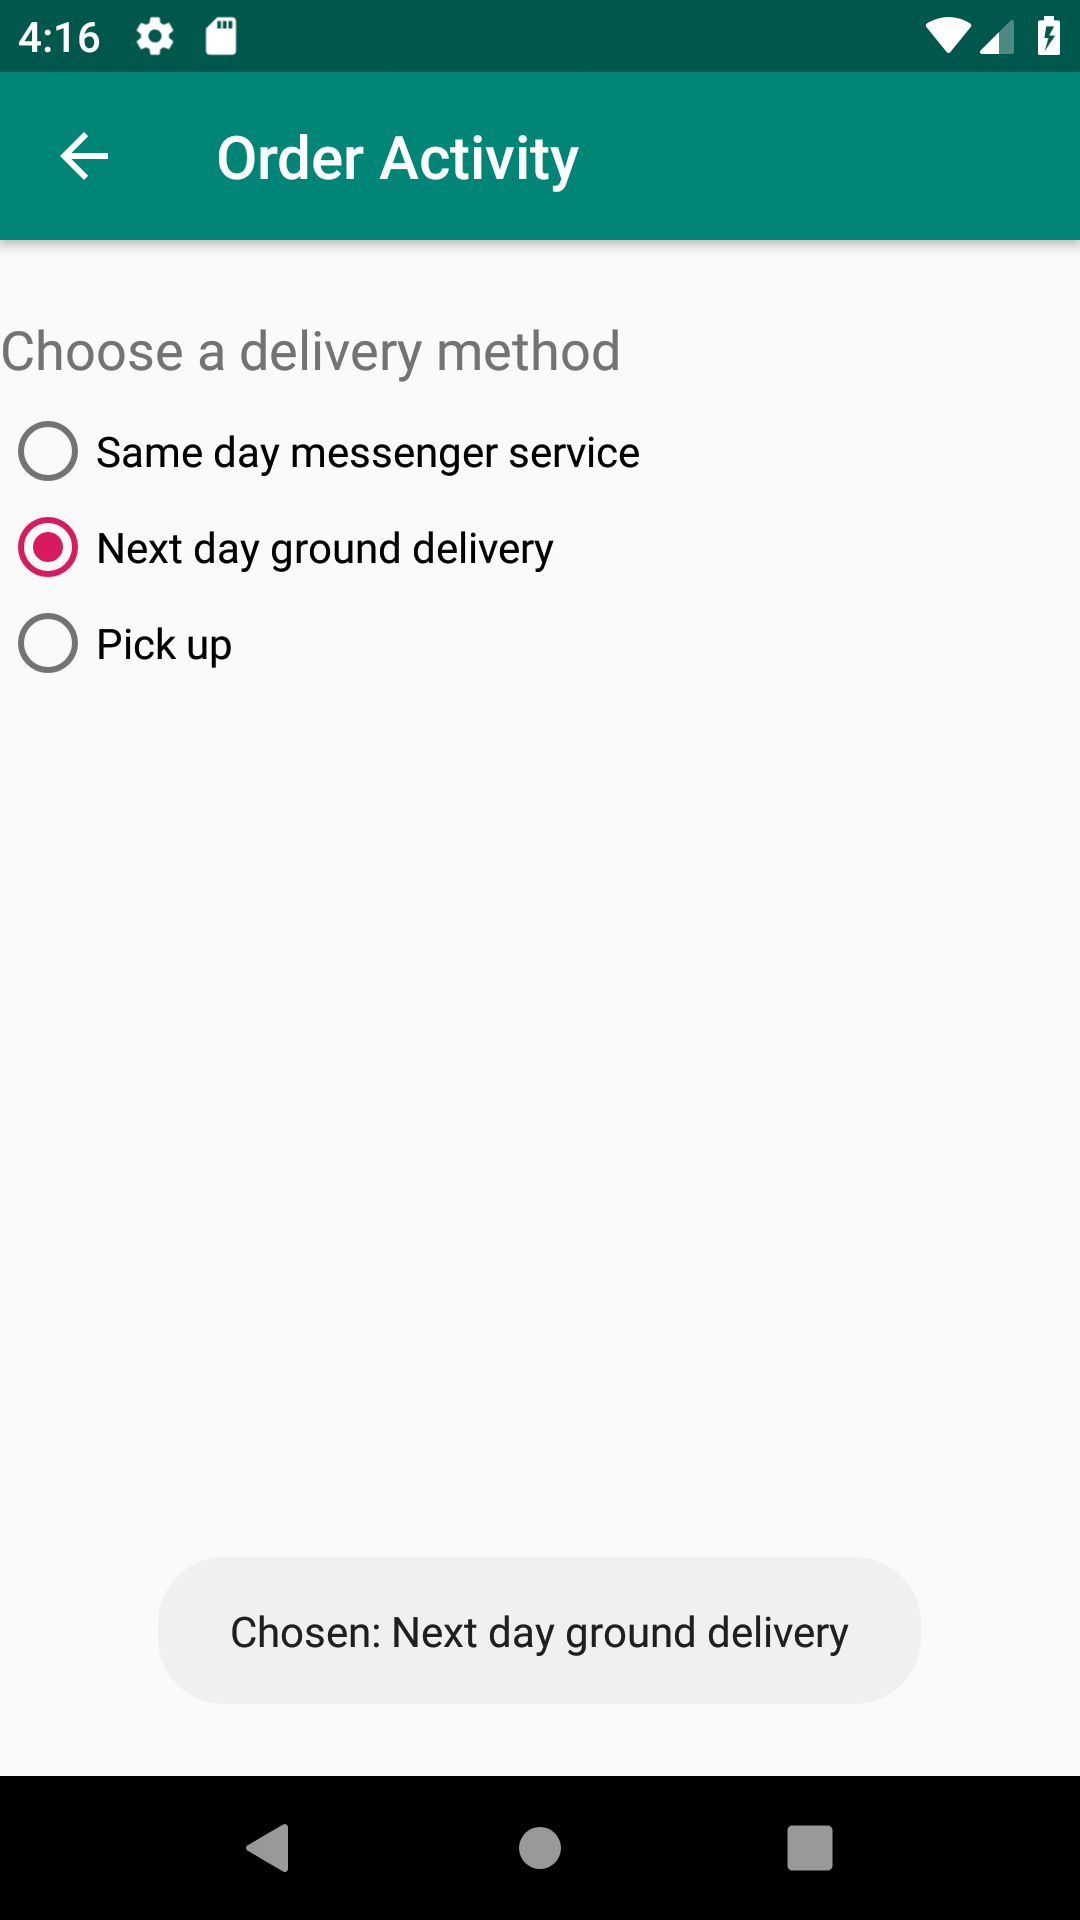 4:16
Order Activity
Choose a delivery method
Same day messenger service
Next day ground delivery
Pick up
Chosen: Next day ground delivery